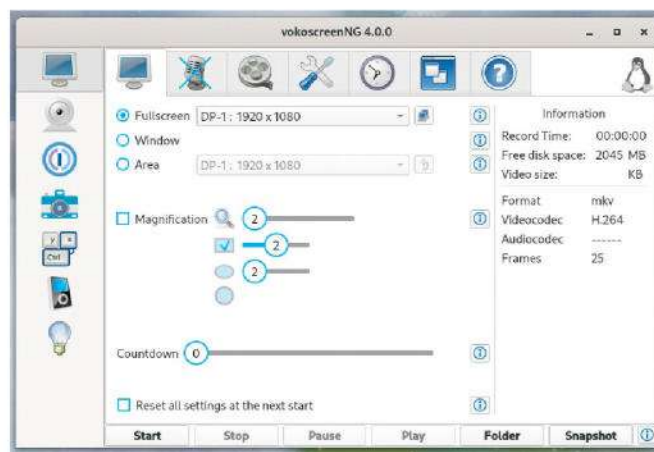 vokoscreenNG 4.0.0
Fullscreen DP-1 : 1920 x 1080
Window
Area DP-1 : 1920 x 1080
Magnification 2
2
2
Countdown 0
Reset all settings at the next start
Information
Record Time: 00:00:00
Free disk space: 2045 MB
Video size: KB
Format mkv
Videocodec H.264
Audiocodec ------
Frames 25
y x
Ctrl
Start Stop Pause Play Folder Snapshot